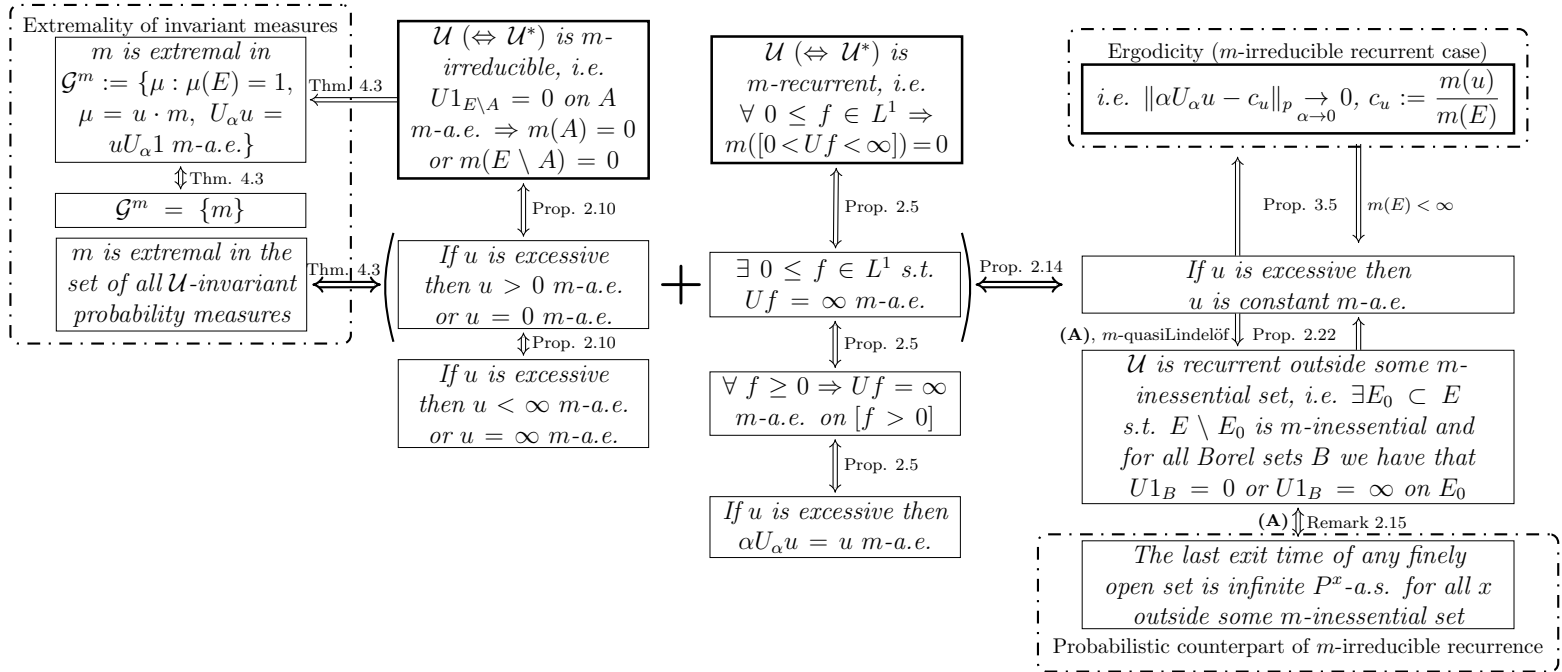 Extremality of invariant measures
m is extremal in
𝒢ᵐ := {μ : μ(E) = 1,
μ = u · m, U_αu =
uU_α1 m-a.e.}
Thm. 4.3
𝒢ᵐ = {m}
m is extremal in the
set of all 𝒰-invariant
probability measures
Thm. 4.3
Thm. 4.3
𝒰 (⇔ 𝒰*) is m-
irreducible, i.e.
U1_{E\A} = 0 on A
m-a.e. ⇒ m(A) = 0
or m(E \ A) = 0
Prop. 2.10
If u is excessive
then u > 0 m-a.e.
or u = 0 m-a.e.
Prop. 2.10
If u is excessive
then u < ∞ m-a.e.
or u = ∞ m-a.e.
+
𝒰 (⇔ 𝒰*) is
m-recurrent, i.e.
∀ 0 ≤ f ∈ L¹ ⇒
m([0 < Uf < ∞]) = 0
Prop. 2.5
∃ 0 ≤ f ∈ L¹ s.t.
Uf = ∞ m-a.e.
Prop. 2.5
∀ f ≥ 0 ⇒ Uf = ∞
m-a.e. on [f > 0]
Prop. 2.5
If u is excessive then
αU_αu = u m-a.e.
Prop. 2.14
Ergodicity (m-irreducible recurrent case)
i.e. ‖αU_αu − c_u‖_p →_{α→0} 0, c_u := m(u)/m(E)
Prop. 3.5
m(E) < ∞
If u is excessive then
u is constant m-a.e.
(A), m-quasiLindelöf
Prop. 2.22
𝒰 is recurrent outside some m-
inessential set, i.e. ∃E₀ ⊂ E
s.t. E \ E₀ is m-inessential and
for all Borel sets B we have that
U1_B = 0 or U1_B = ∞ on E₀
(A) Remark 2.15
The last exit time of any finely
open set is infinite Pˣ-a.s. for all x
outside some m-inessential set
Probabilistic counterpart of m-irreducible recurrence